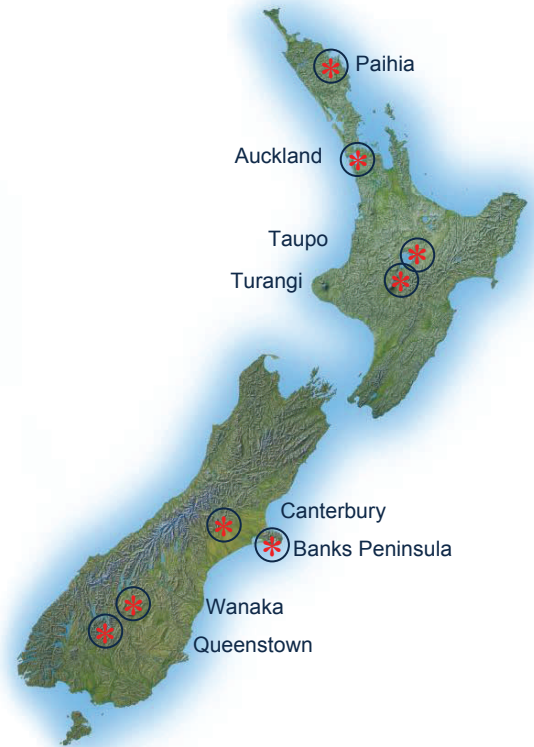 Paihia
Auckland
Taupo
Turangi
Canterbury
Banks Peninsula
Wanaka
Queenstown